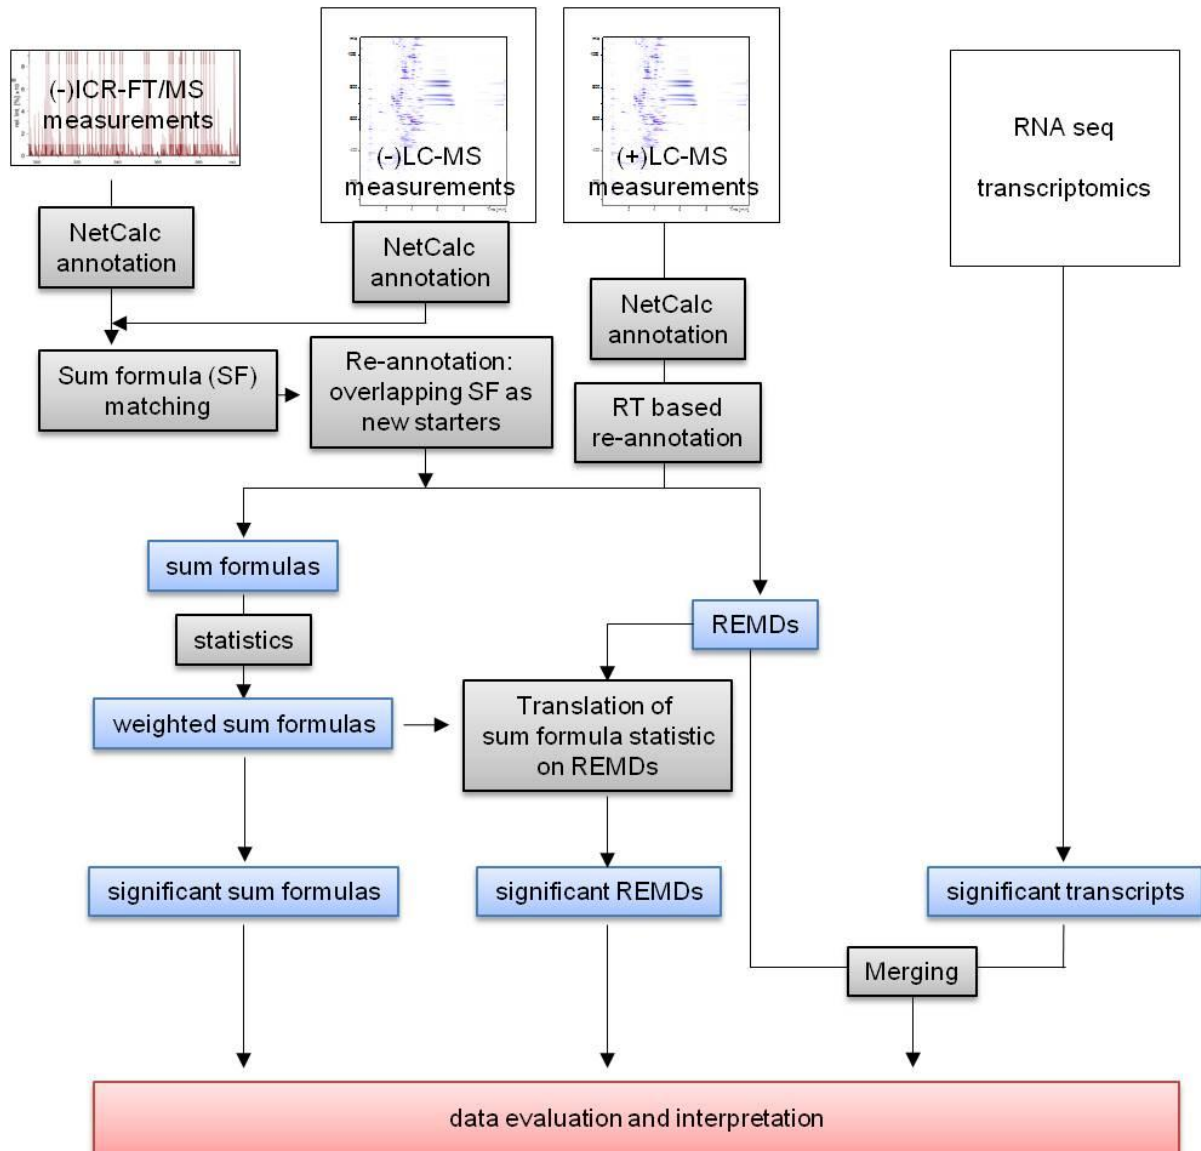 (-)ICR-FT/MS
measurements
(-)LC-MS
measurements
(+)LC-MS
measurements
RNA seq
transcriptomics
NetCalc
annotation
NetCalc
annotation
NetCalc
annotation
Sum formula (SF)
matching
Re-annotation:
overlapping SF as
new starters
RT based
re-annotation
sum formulas
REMDs
statistics
weighted sum formulas
Translation of
sum formula statistic
on REMDs
significant sum formulas
significant REMDs
significant transcripts
Merging
data evaluation and interpretation